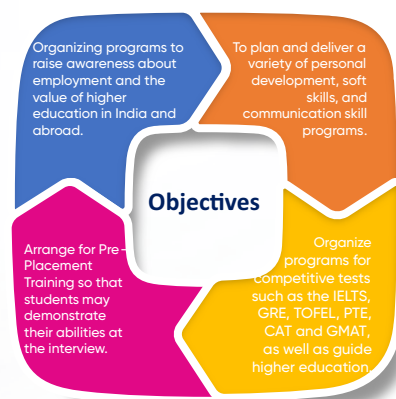 Organizing programs to
raise awareness about
employment and the
value of higher
education in India and
abroad.
To plan and deliver a
variety of personal
development, soft
skills, and
communication skill
programs.
Objectives
Arrange for Pre-
Placement
Training so that
students may
demonstrate
their abilities at
the interview.
Organize
programs for
competitive tests
such as the IELTS,
GRE, TOFEL, PTE,
CAT and GMAT,
as well as guide
higher education.